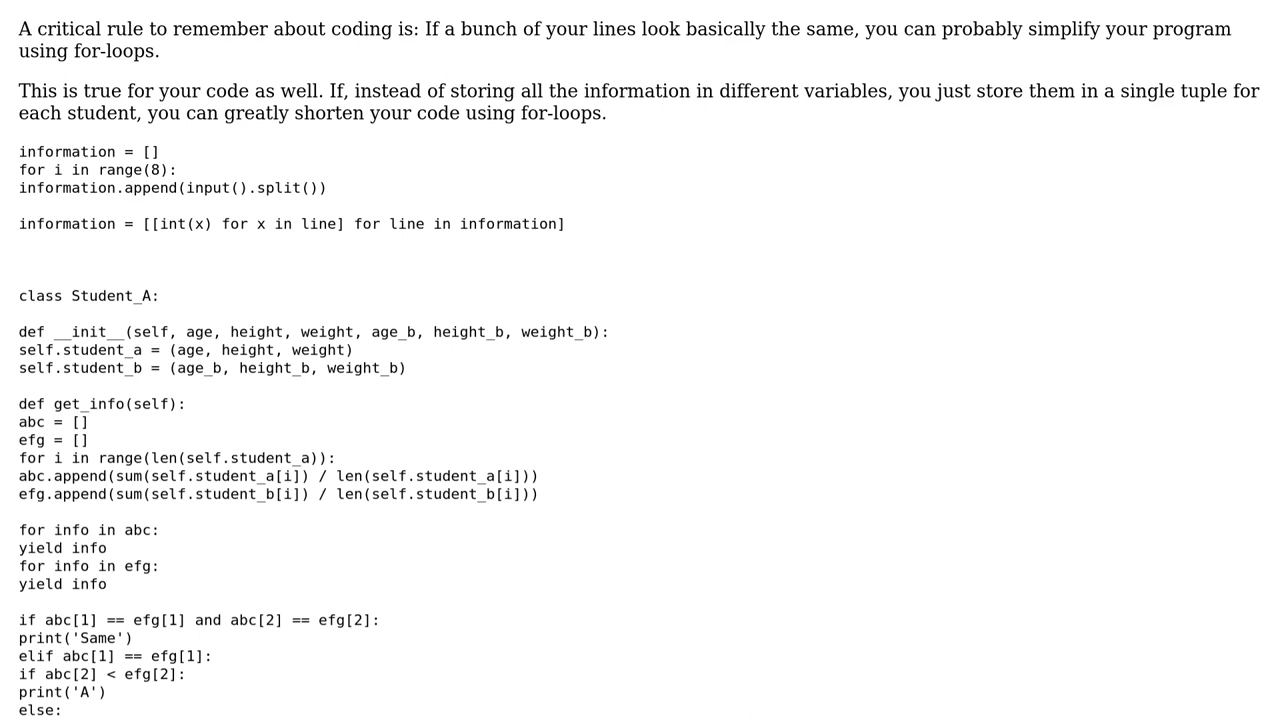 A critical rule to remember about coding is: If a bunch of your lines look basically the same, you can probably simplify your program
using for-loops.
This is true for your code as well. If, instead of storing all the information in different variables, you just store them in a single tuple for
each student, you can greatly shorten your code using for-loops.
information = []
for i in range(8):
information.append(input().split())
information = [[int(x) for x in line] for line in information]
class Student_A:
def __init__(self, age, height, weight, age_b, height_b, weight_b):
self.student_a = (age, height, weight)
self.student_b = (age_b, height_b, weight_b)
def get_info(self):
abc = []
efg = []
for i in range(len(self.student_a)):
abc.append(sum(self.student_a[i]) / len(self.student_a[i]))
efg.append(sum(self.student_b[i]) / len(self.student_b[i]))
for info in abc:
yield info
for info in efg:
yield info
if abc[1] == efg[1] and abc[2] == efg[2]:
print('Same')
elif abc[1] == efg[1]:
if abc[2] < efg[2]:
print('A')
else: